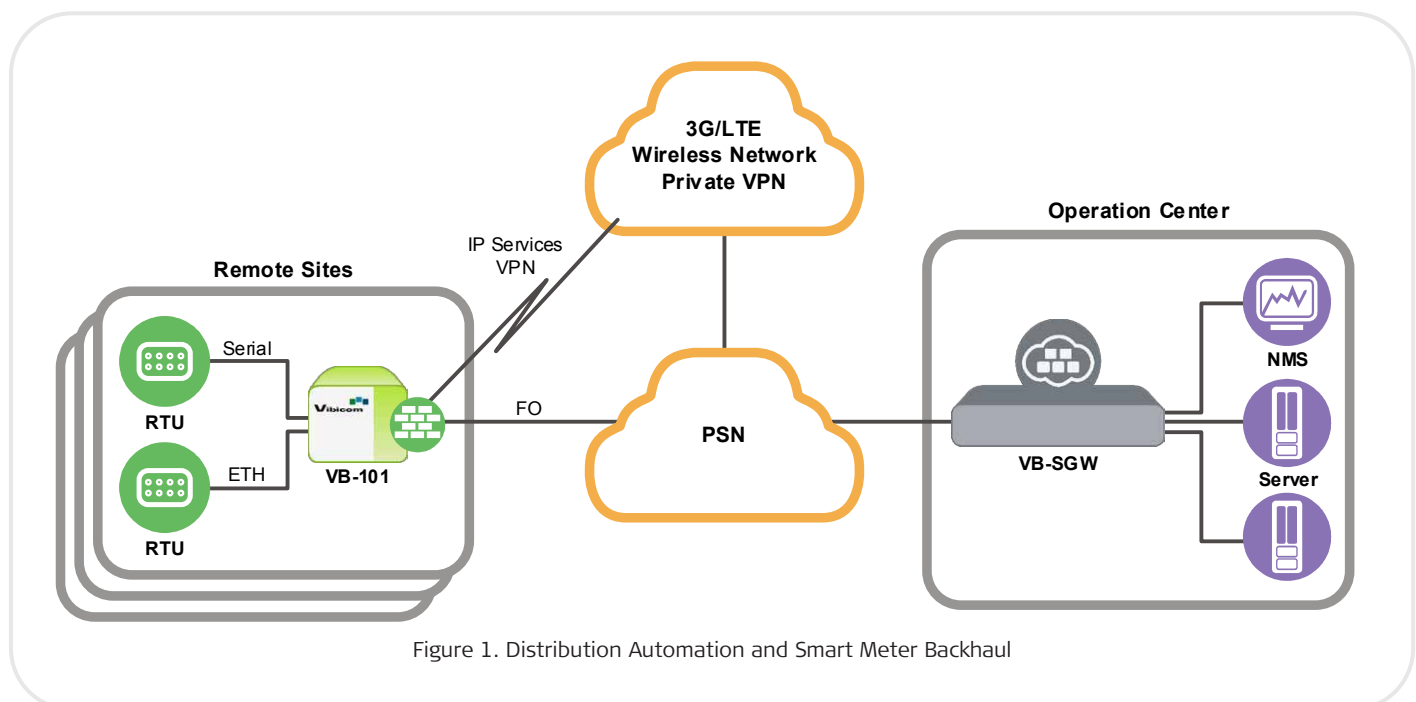 3G/LTE
Wireless Network
Private VPN
Operation Center
IP Services
VPN
Remote Sites
Serial
RTU
Vibicom
FO
PSN
NMS
ETH
VB-101
VB-SGW
Server
RTU
Figure 1. Distribution Automation and Smart Meter Backhaul